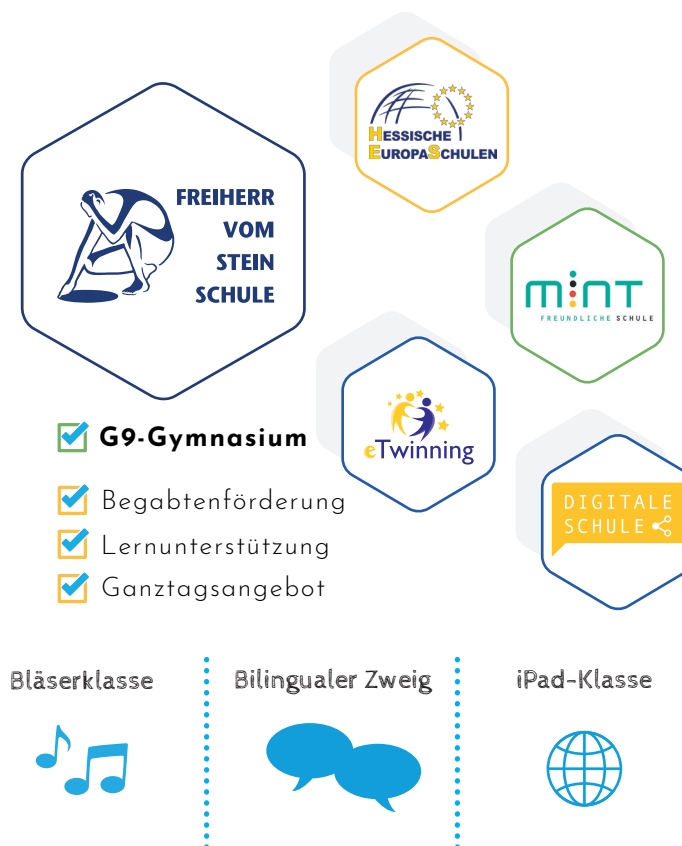 HESSISCHE
EUROPASCHULEN
FREIHERR
VOM
STEIN
SCHULE
MINT
FREUNDLICHE SCHULE
eTwinning
G9-Gymnasium
Begabtenförderung
Lernunterstützung
Ganztagsangebot
DIGITALE
SCHULE
Bläserklasse
Bilingualer Zweig
iPad-Klasse